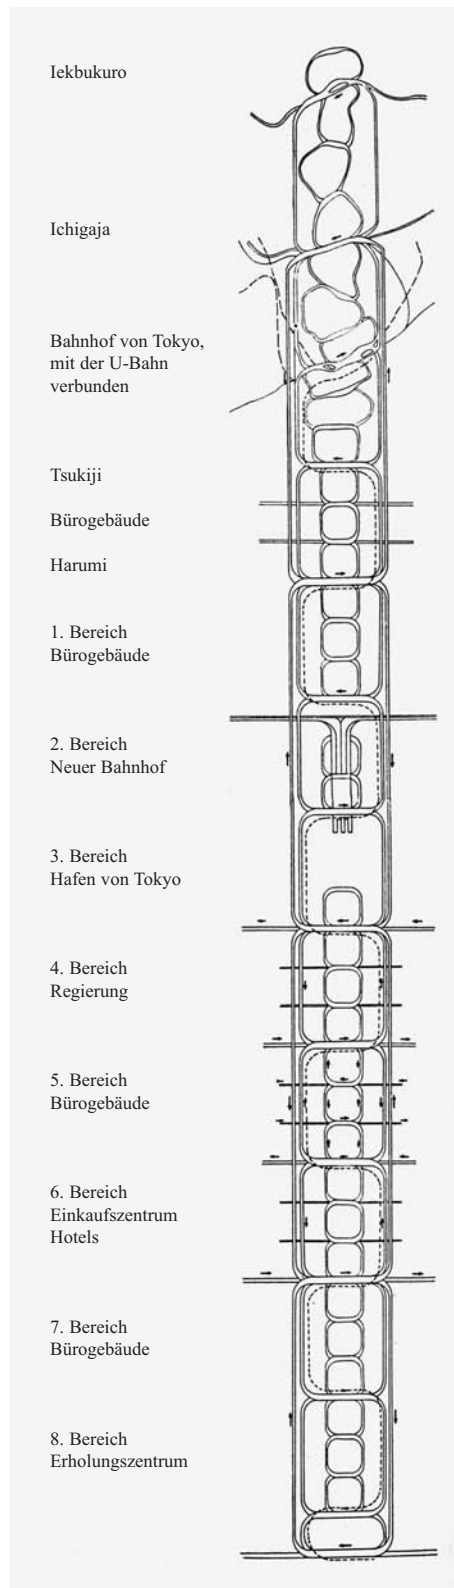 Iekbukuro
Ichigaja
Bahnhof von Tokyo,
mit der U-Bahn
verbunden
Tsukiji
Bürogebäude
Harumi
1. Bereich
Bürogebäude
2. Bereich
Neuer Bahnhof
3. Bereich
Hafen von Tokyo
4. Bereich
Regierung
5. Bereich
Bürogebäude
6. Bereich
Einkaufszentrum
Hotels
7. Bereich
Bürogebäude
8. Bereich
Erholungszentrum